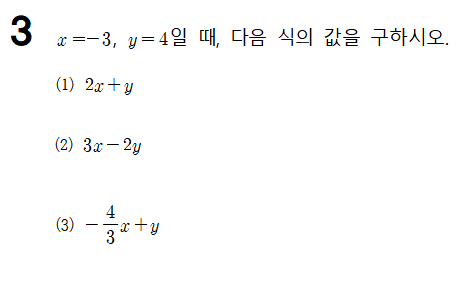 3 x=-3, y=4일 때, 다음 식의 값을 구하시오.
(1) 2x+y
(2) 3x-2y
(3) -4/3x+y